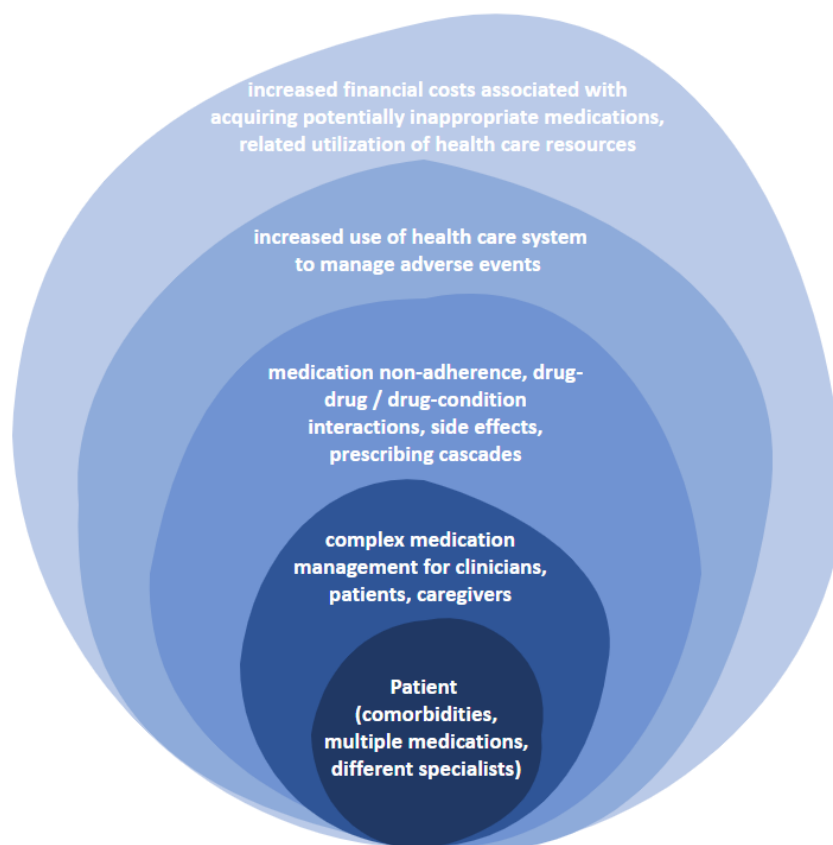 increased financial costs associated with
acquiring potentially inappropriate medications,
related utilization of health care resources
increased use of health care system
to manage adverse events
medication non-adherence, drug-
drug / drug-condition
interactions, side effects,
prescribing cascades
complex medication
management for clinicians,
patients, caregivers
Patient
(comorbidities,
multiple medications,
different specialists)